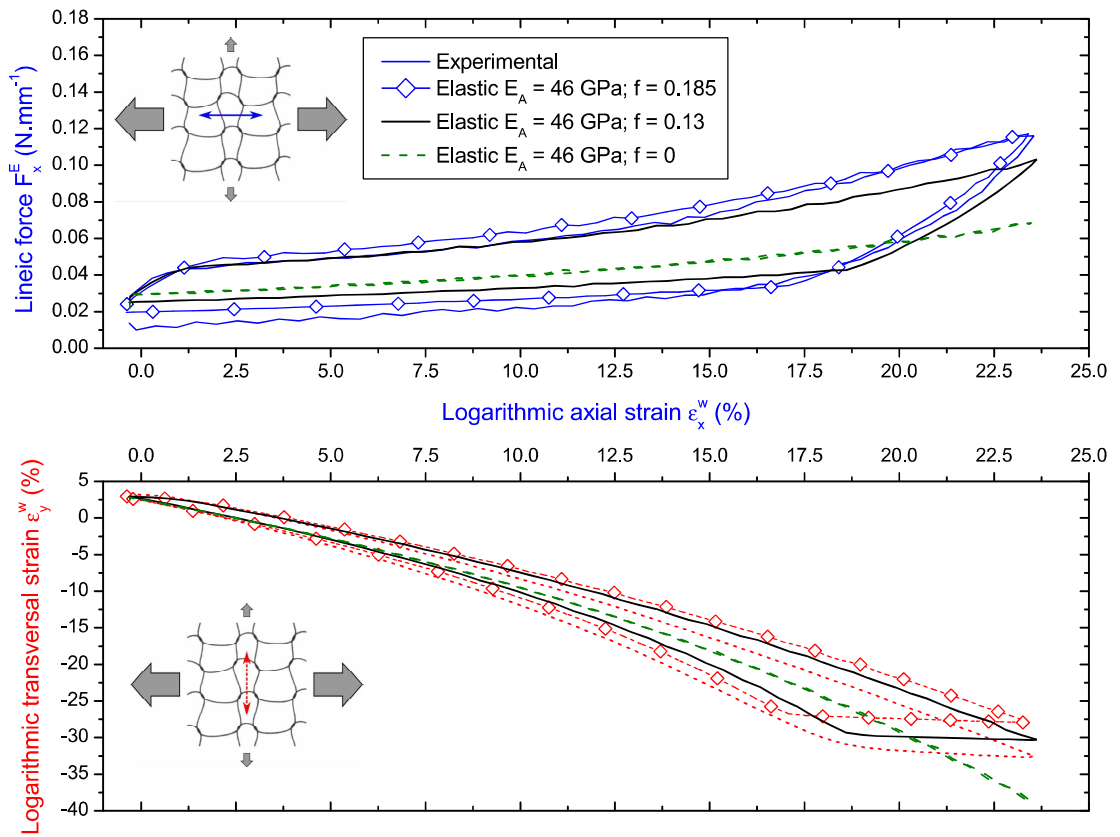 0.18
0.16
0.14
0.12
0.10
0.08
0.06
0.04
0.02
0.00
Lineic force F_x^E (N.mm⁻¹)
Experimental
Elastic E_A = 46 GPa; f = 0.185
Elastic E_A = 46 GPa; f = 0.13
Elastic E_A = 46 GPa; f = 0
0.0 2.5 5.0 7.5 10.0 12.5 15.0 17.5 20.0 22.5 25.0
Logarithmic axial strain ε_x^w (%)
0.0 2.5 5.0 7.5 10.0 12.5 15.0 17.5 20.0 22.5 25.0
5
0
-5
-10
-15
-20
-25
-30
-35
-40
Logarithmic transversal strain ε_y^w (%)